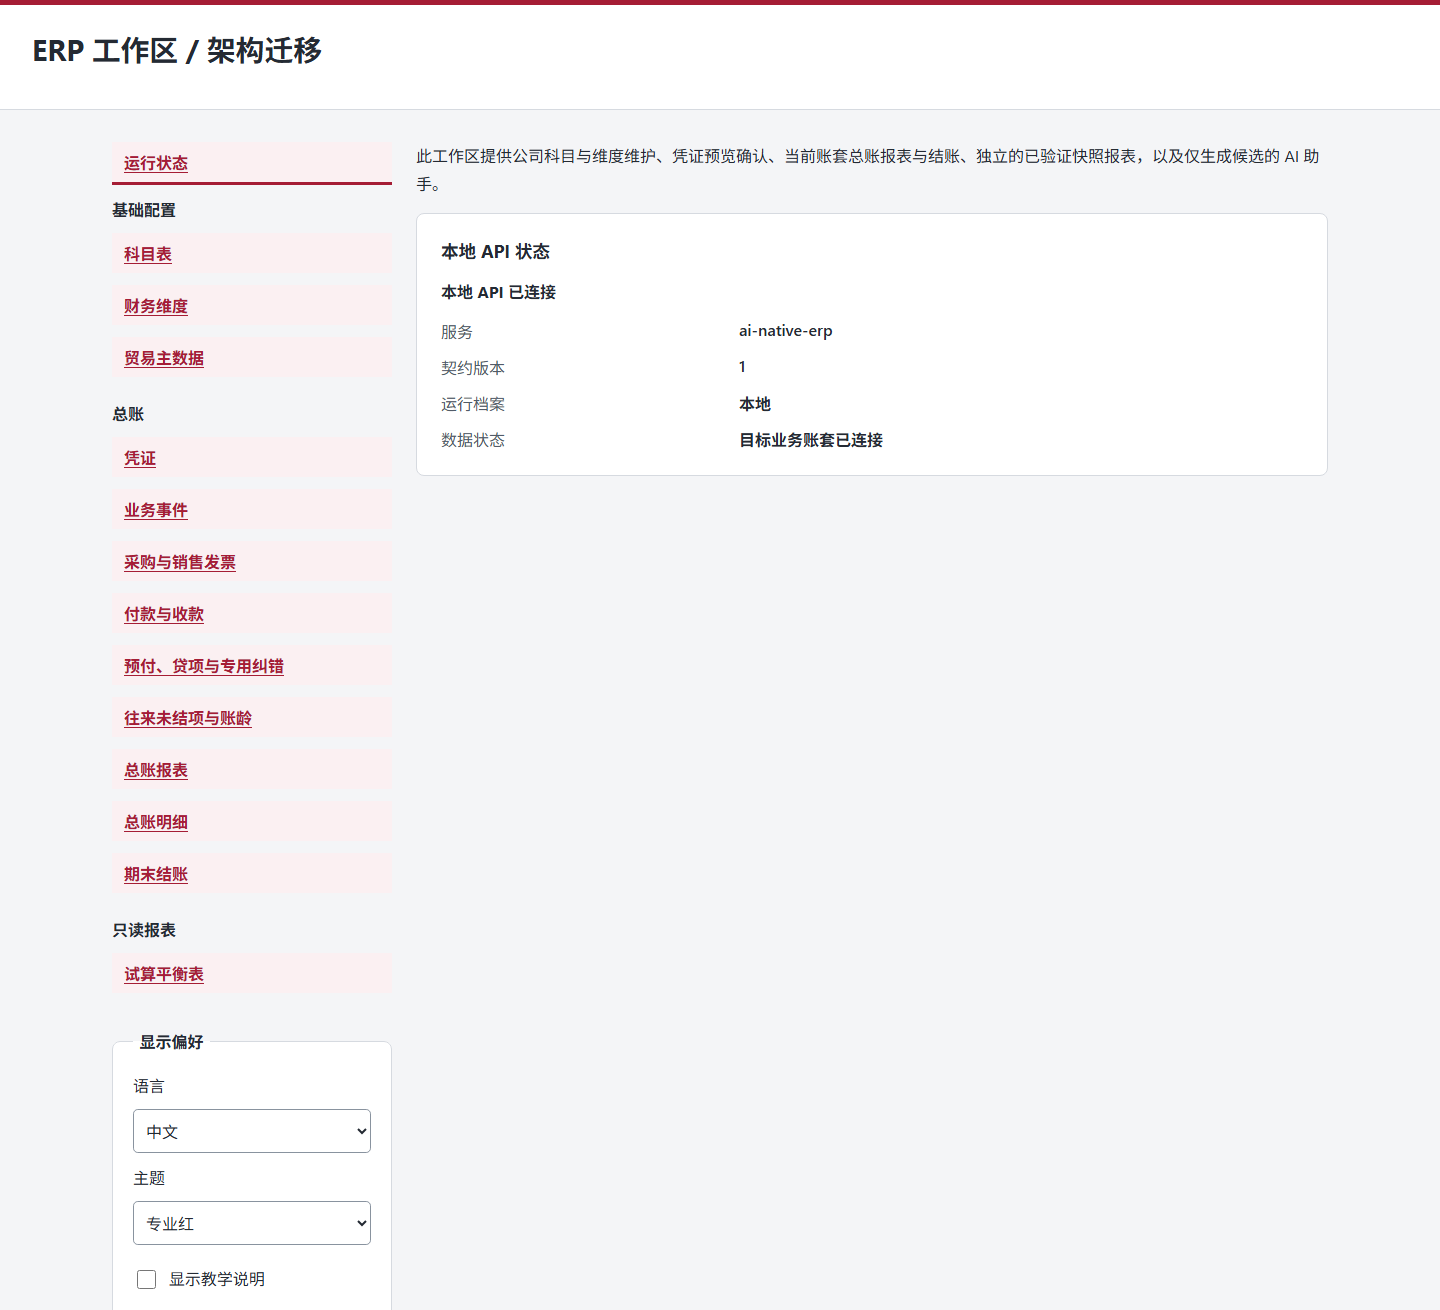 ERP 工作区 / 架构迁移
运行状态
基础配置
科目表
财务维度
贸易主数据
总账
凭证
业务事件
采购与销售发票
付款与收款
预付、贷项与专用纠错
往来未结项与账龄
总账报表
总账明细
期末结账
只读报表
试算平衡表
显示偏好
语言
中文
主题
专业红
显示教学说明
此工作区提供公司科目与维度维护、凭证预览确认、当前账套总账报表与结账、独立的已验证快照报表，以及仅生成候选的 AI 助
手。
本地 API 状态
本地 API 已连接
服务 ai-native-erp
契约版本 1
运行档案 本地
数据状态 目标业务账套已连接